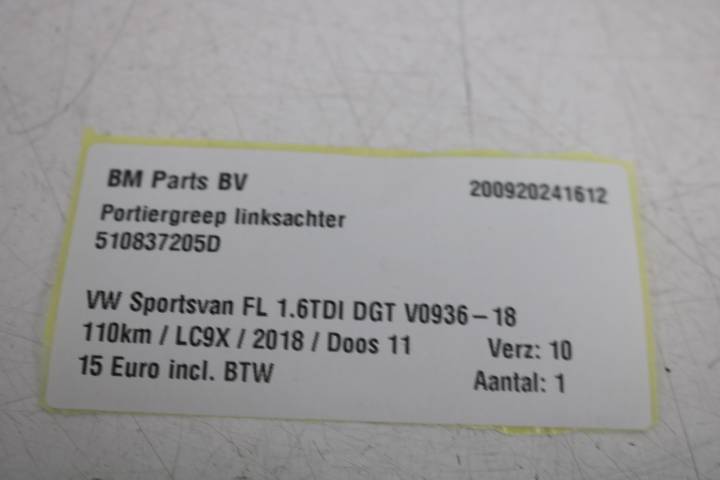 BM Parts BV 200920241612
Portiergreep linksachter
510837205D
VW Sportsvan FL 1.6TDI DGT V0936-18
110km / LC9X / 2018 / Doos 11 Verz: 10
15 Euro incl. BTW Aantal: 1